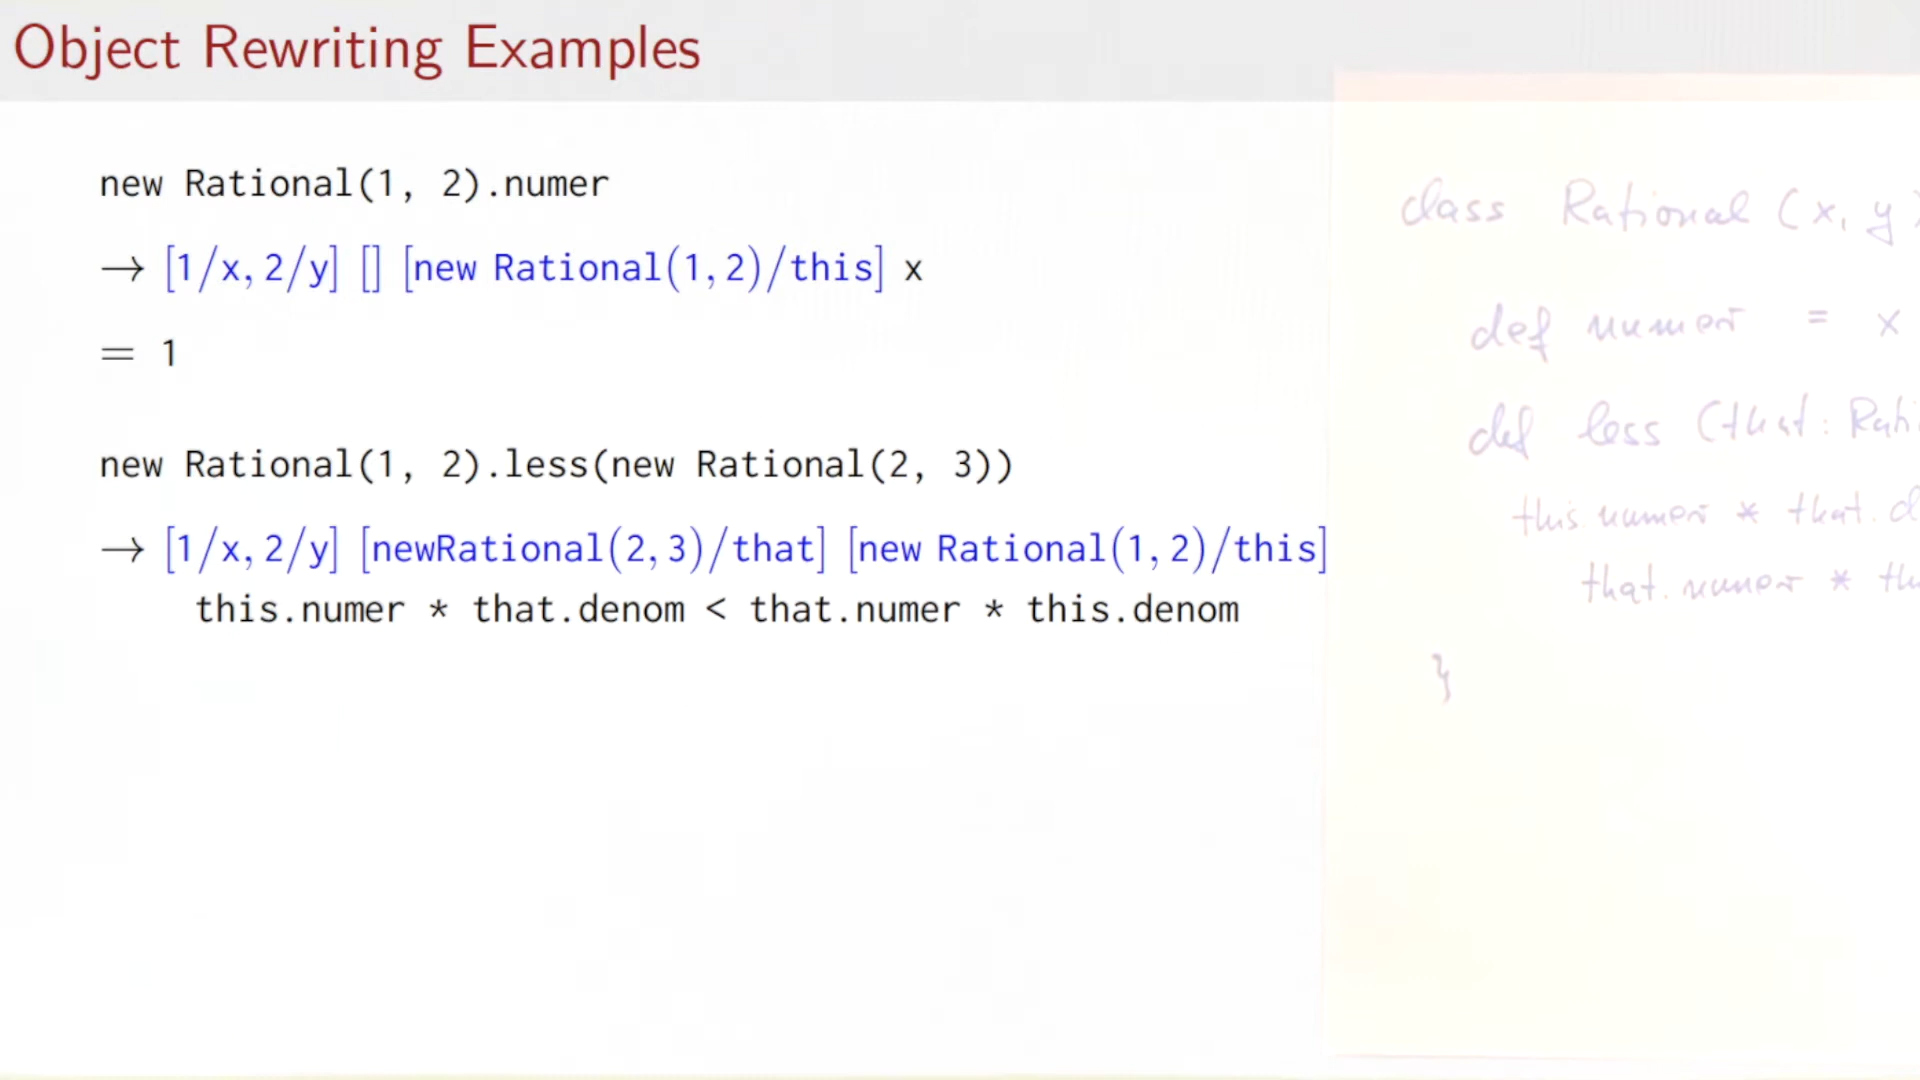 Object Rewriting Examples
new Rational(1, 2).numer
→ [1/x, 2/y] [] [new Rational(1, 2)/this] x
= 1
new Rational(1, 2).less(new Rational(2, 3))
→ [1/x, 2/y] [newRational(2, 3)/that] [new Rational(1, 2)/this]
this.numer * that.denom < that.numer * this.denom
class Rational (x, y
def numer = x
def less (that: Rati
this numer * that. d
that. numer * th
}